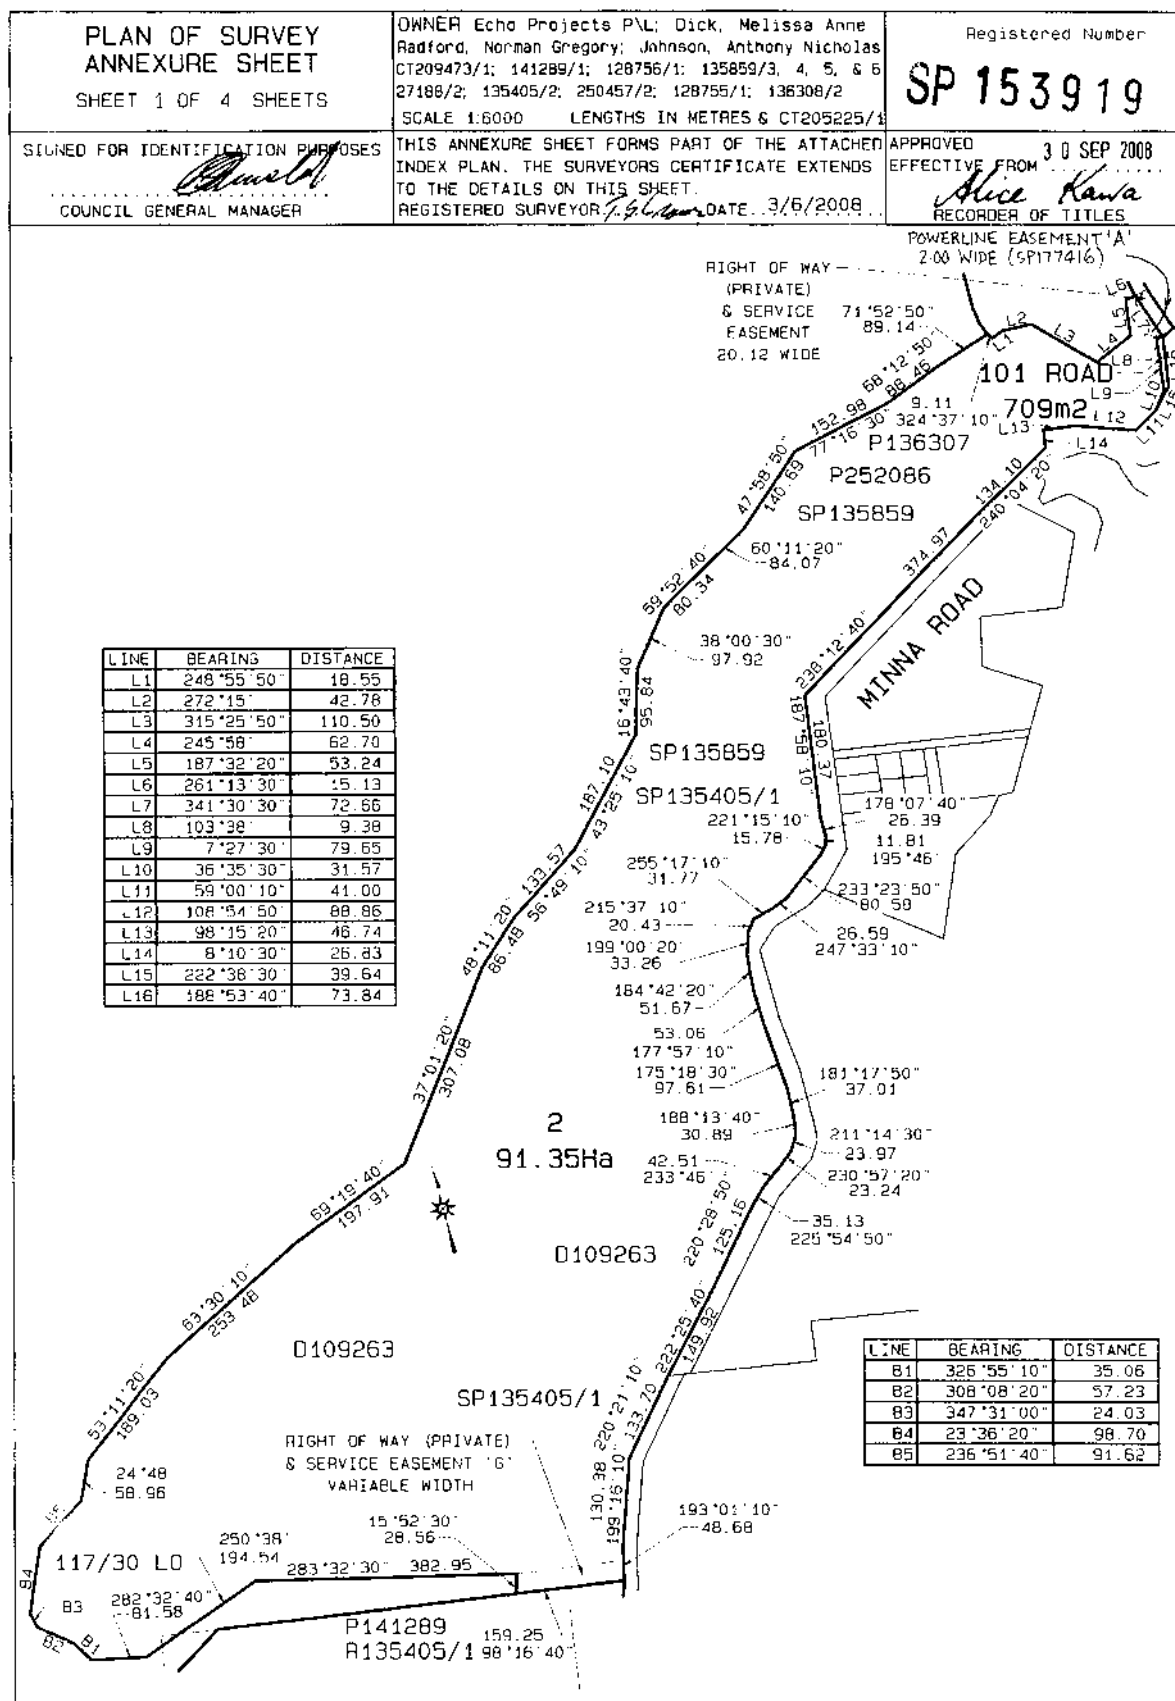 PLAN OF SURVEY
ANNEXURE SHEET
SHEET 1 OF 4 SHEETS
OWNER Echo Projects P\L; Dick, Melissa Anne
Radford, Norman Gregory; Johnson, Anthony Nicholas
CT209473/1; 141289/1; 128756/1; 135859/3, 4, 5, & 6
27188/2; 135405/2; 250457/2; 128755/1; 136308/2
SCALE 1:6000 LENGTHS IN METRES & CT205225/1
Registered Number
SP 153919
SIGNED FOR IDENTIFICATION PURPOSES
COUNCIL GENERAL MANAGER
THIS ANNEXURE SHEET FORMS PART OF THE ATTACHED
INDEX PLAN. THE SURVEYORS CERTIFICATE EXTENDS
TO THE DETAILS ON THIS SHEET.
REGISTERED SURVEYOR DATE 3/6/2008
APPROVED
EFFECTIVE FROM 30 SEP 2008
Alice Kawa
RECORDER OF TITLES
POWERLINE EASEMENT 'A'
2.00 WIDE (SP177416)
RIGHT OF WAY
(PRIVATE)
& SERVICE
EASEMENT
20.12 WIDE
71°52'50"
89.14
L1
L2
L3
L4
L5
L6
L7
L8
L9
L10
L11
L12
L13
L14
101 ROAD
709m2
68°12'50"
88.46
9.11
324°37'10"
152.98
77°16'30"
P136307
P252086
SP135859
47°58'50"
140.69
60°11'20"
84.07
134.10
240°04'20"
374.97
238°12'40"
MINNA ROAD
59°52'40"
80.34
38°00'30"
97.92
16°43'40"
95.84
187°58'10"
180.37
SP135859
SP135405/1
187.10
43°25'10"
178°07'40"
26.39
221°15'10"
15.78
11.81
195°46'
255°17'10"
31.77
233°23'50"
80.59
133.57
56°49'10"
215°37'10"
20.43
26.59
247°33'10"
199°00'20"
33.26
48°11'20"
86.48
184°42'20"
51.67
53.06
177°57'10"
175°18'30"
97.61
181°17'50"
37.01
37°01'20"
307.08
188°13'40"
30.89
211°14'30"
23.97
2
91.35Ha
42.51
233°46'
230°57'20"
23.24
69°19'40"
197.91
220°28'50"
125.16
35.13
225°54'50"
D109263
63°30'10"
253.48
222°25'40"
149.92
D109263
SP135405/1
53°11'20"
189.03
220°21'10"
133.70
RIGHT OF WAY (PRIVATE)
& SERVICE EASEMENT 'G'
VARIABLE WIDTH
24°48'
58.96
130.38
199°16'10"
193°01'10"
48.68
15°52'30"
28.56
B5
250°38'
194.54
283°32'30" 382.95
117/30 LO
B4
B3
282°32'40"
81.58
B2
B1
P141289
R135405/1
159.25
98°16'40"
LINE BEARING DISTANCE
L1 248°55'50" 18.55
L2 272°15' 42.78
L3 315°25'50" 110.50
L4 245°58' 62.70
L5 187°32'20" 53.24
L6 261°13'30" 15.13
L7 341°30'30" 72.66
L8 103°38' 9.38
L9 7°27'30" 79.65
L10 36°35'30" 31.57
L11 59°00'10" 41.00
L12 108°54'50" 88.86
L13 98°15'20" 46.74
L14 8°10'30" 26.83
L15 222°38'30" 39.64
L16 188°53'40" 73.84
LINE BEARING DISTANCE
B1 326°55'10" 35.06
B2 308°08'20" 57.23
B3 347°31'00" 24.03
B4 23°36'20" 98.70
B5 236°51'40" 91.62